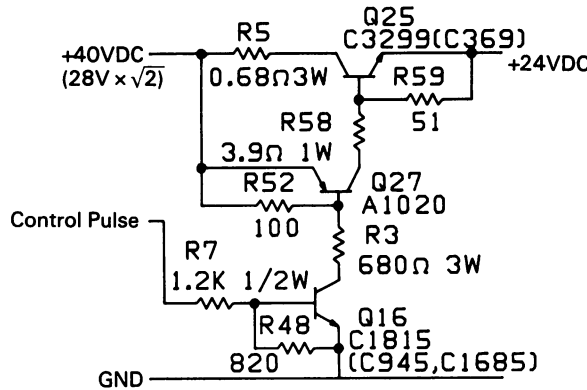 Q25
R5
C3299(C369)
+40VDC
(28V × √2)
0.68Ω3W
R59
51
+24VDC
R58
3.9Ω 1W
R52
100
Q27
A1020
Control Pulse
R7
1.2K 1/2W
R3
680Ω 3W
R48
820
Q16
C1815
(C945,C1685)
GND